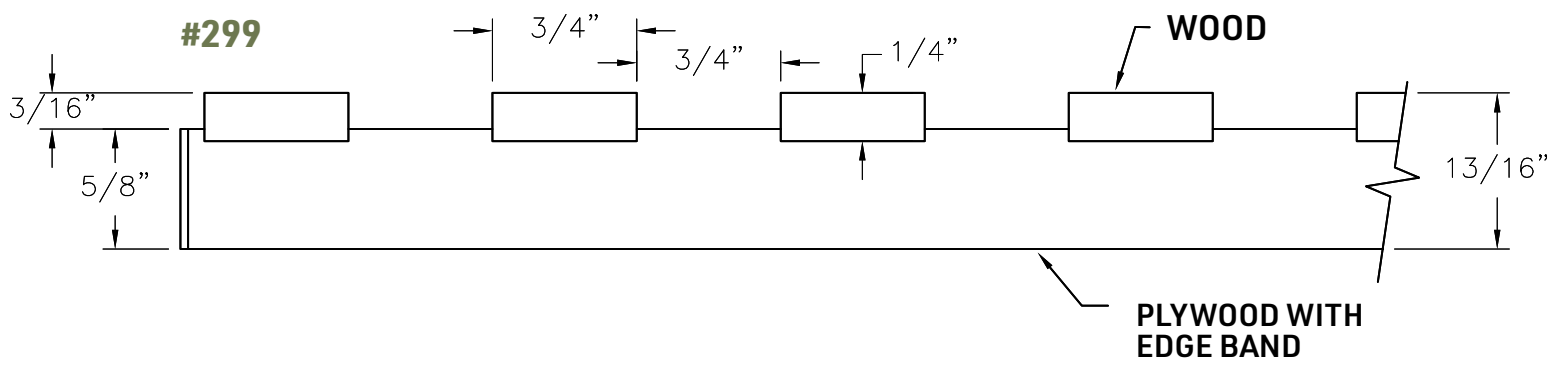 #299
3/4”
3/4”
1/4”
WOOD
3/16”
5/8”
13/16”
PLYWOOD WITH
EDGE BAND